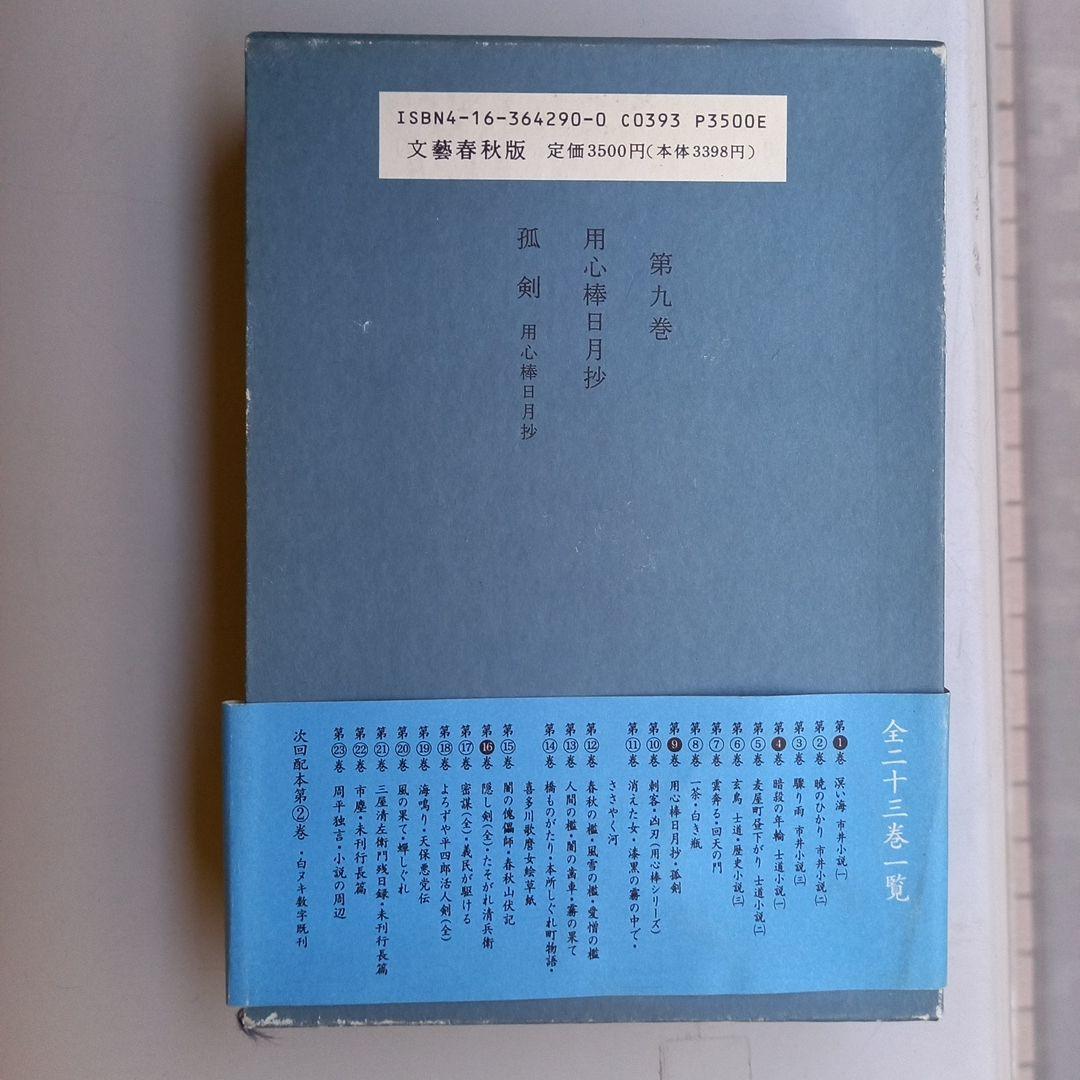 ISBN4-16-364290-0 C0393 P3500E
文藝春秋版 定価3500円(本体3398円)
第九巻
用心棒日月抄
孤剣 用心棒日月抄
全二十三巻一覧
第❶巻 溟い海 市井小説㈠
第②巻 暁のひかり 市井小説㈡
第③巻 驟り雨 市井小説㈢
第❹巻 暗殺の年輪 士道小説㈠
第⑤巻 麦屋町昼下がり 士道小説㈡
第⑥巻 玄鳥 士道・歴史小説㈢
第⑦巻 雲奔る・回天の門
第⑧巻 一茶・白き瓶
第❾巻 用心棒日月抄・孤剣
第⑩巻 刺客・凶刃(用心棒シリーズ)
第⑪巻 消えた女・漆黒の霧の中で・
ささやく河
第⑫巻 春秋の檻・風雪の檻・愛憎の檻
第⑬巻 人間の檻・闇の歯車・霧の果て
第⑭巻 橋ものがたり・本所しぐれ町物語・
喜多川歌麿女絵草紙
第⑮巻 闇の傀儡師・春秋山伏記
第⓰巻 隠し剣(全)・たそがれ清兵衛
第⑰巻 密謀(全)・義民が駆ける
第⑱巻 よろずや平四郎活人剣(全)
第⑲巻 海鳴り・天保悪党伝
第⑳巻 風の果て・蟬しぐれ
第㉑巻 三屋清左衛門残日録・未刊行長篇
第㉒巻 市塵・未刊行長篇
第㉓巻 周平独言・小説の周辺
次回配本第②巻 ・白ヌキ数字既刊